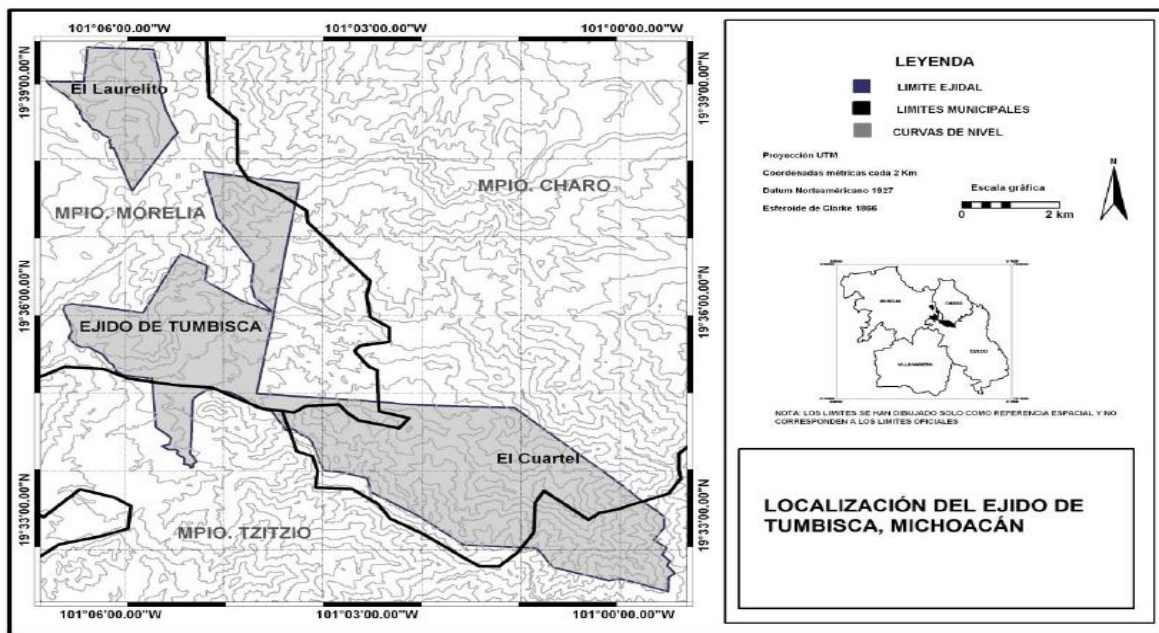 101°06'00.00"W
101°03'00.00"W
101°00'00.00"W
19°39'00.00"N
19°39'00.00"N
El Laurelito
MPIO. CHARO
MPIO. MORELIA
19°36'00.00"N
19°36'00.00"N
EJIDO DE TUMBISCA
El Cuartel
19°33'00.00"N
19°33'00.00"N
MPIO. TZITZIO
101°06'00.00"W
101°03'00.00"W
101°00'00.00"W
LEYENDA
LIMITE EJIDAL
LIMITES MUNICIPALES
CURVAS DE NIVEL
Proyección UTM
Coordenadas métricas cada 2 Km
Datum Norteaméricano 1927
Esferoide de Clarke 1866
N
Escala gráfica
0 2 km
MORELIA
CHARO
TZITZIO
NOTA: LOS LIMITES SE HAN DIBUJADO SOLO COMO REFERENCIA ESPACIAL Y NO
CORRESPONDEN A LOS LIMITES OFICIALES
LOCALIZACIÓN DEL EJIDO DE
TUMBISCA, MICHOACÁN